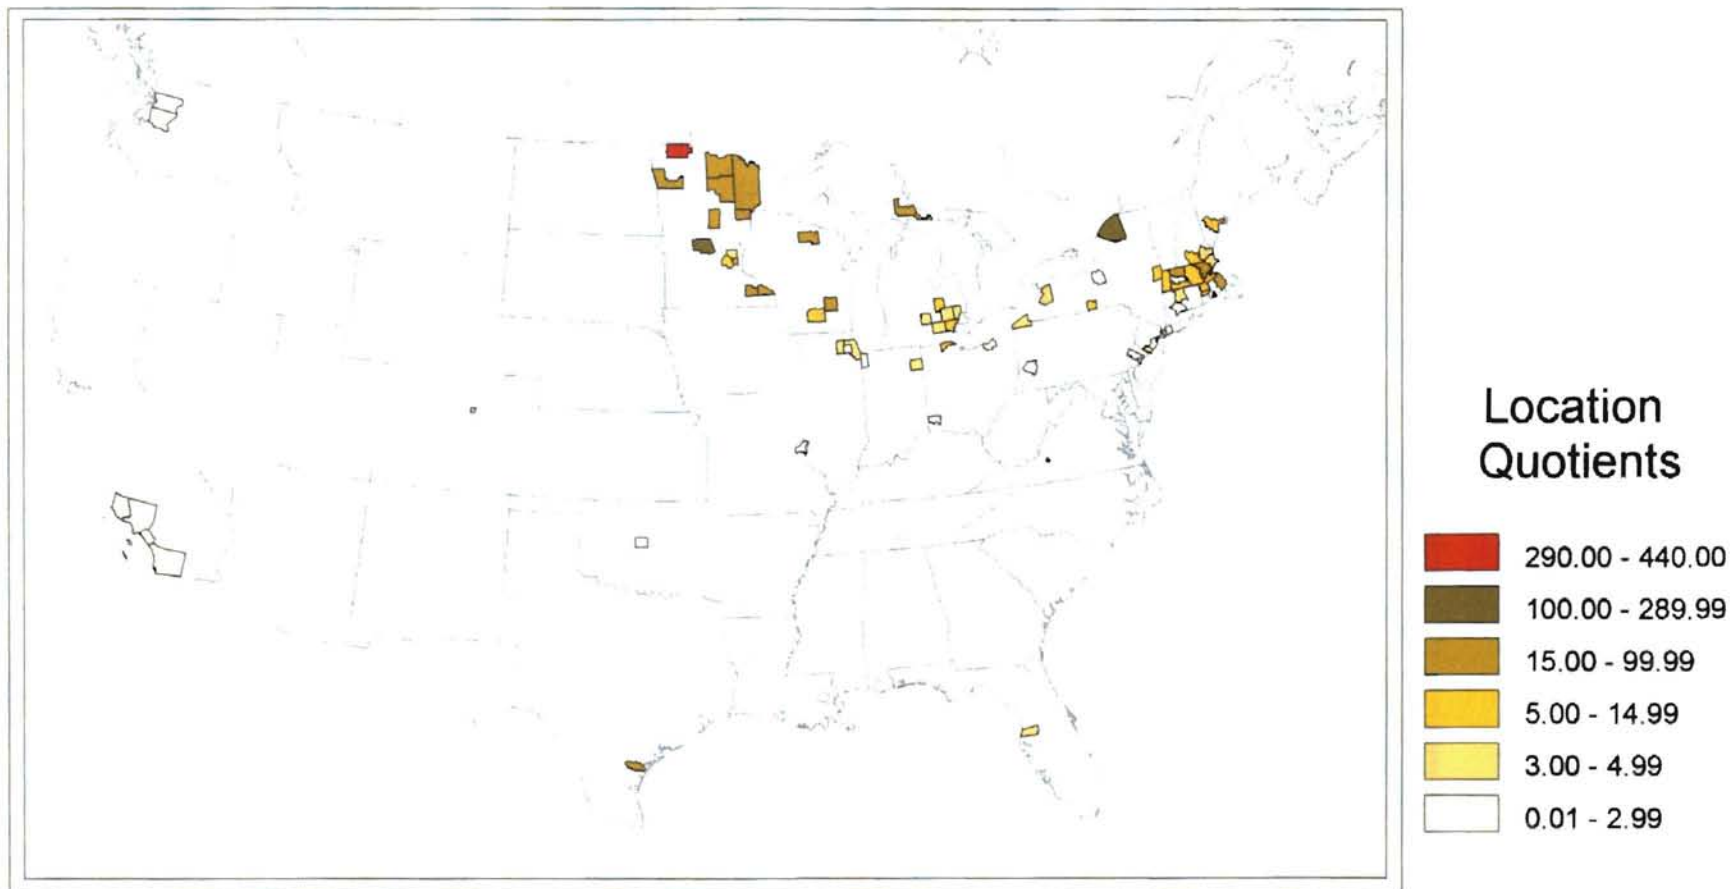 Location
Quotients
290.00 - 440.00
100.00 - 289.99
15.00 - 99.99
5.00 - 14.99
3.00 - 4.99
0.01 - 2.99